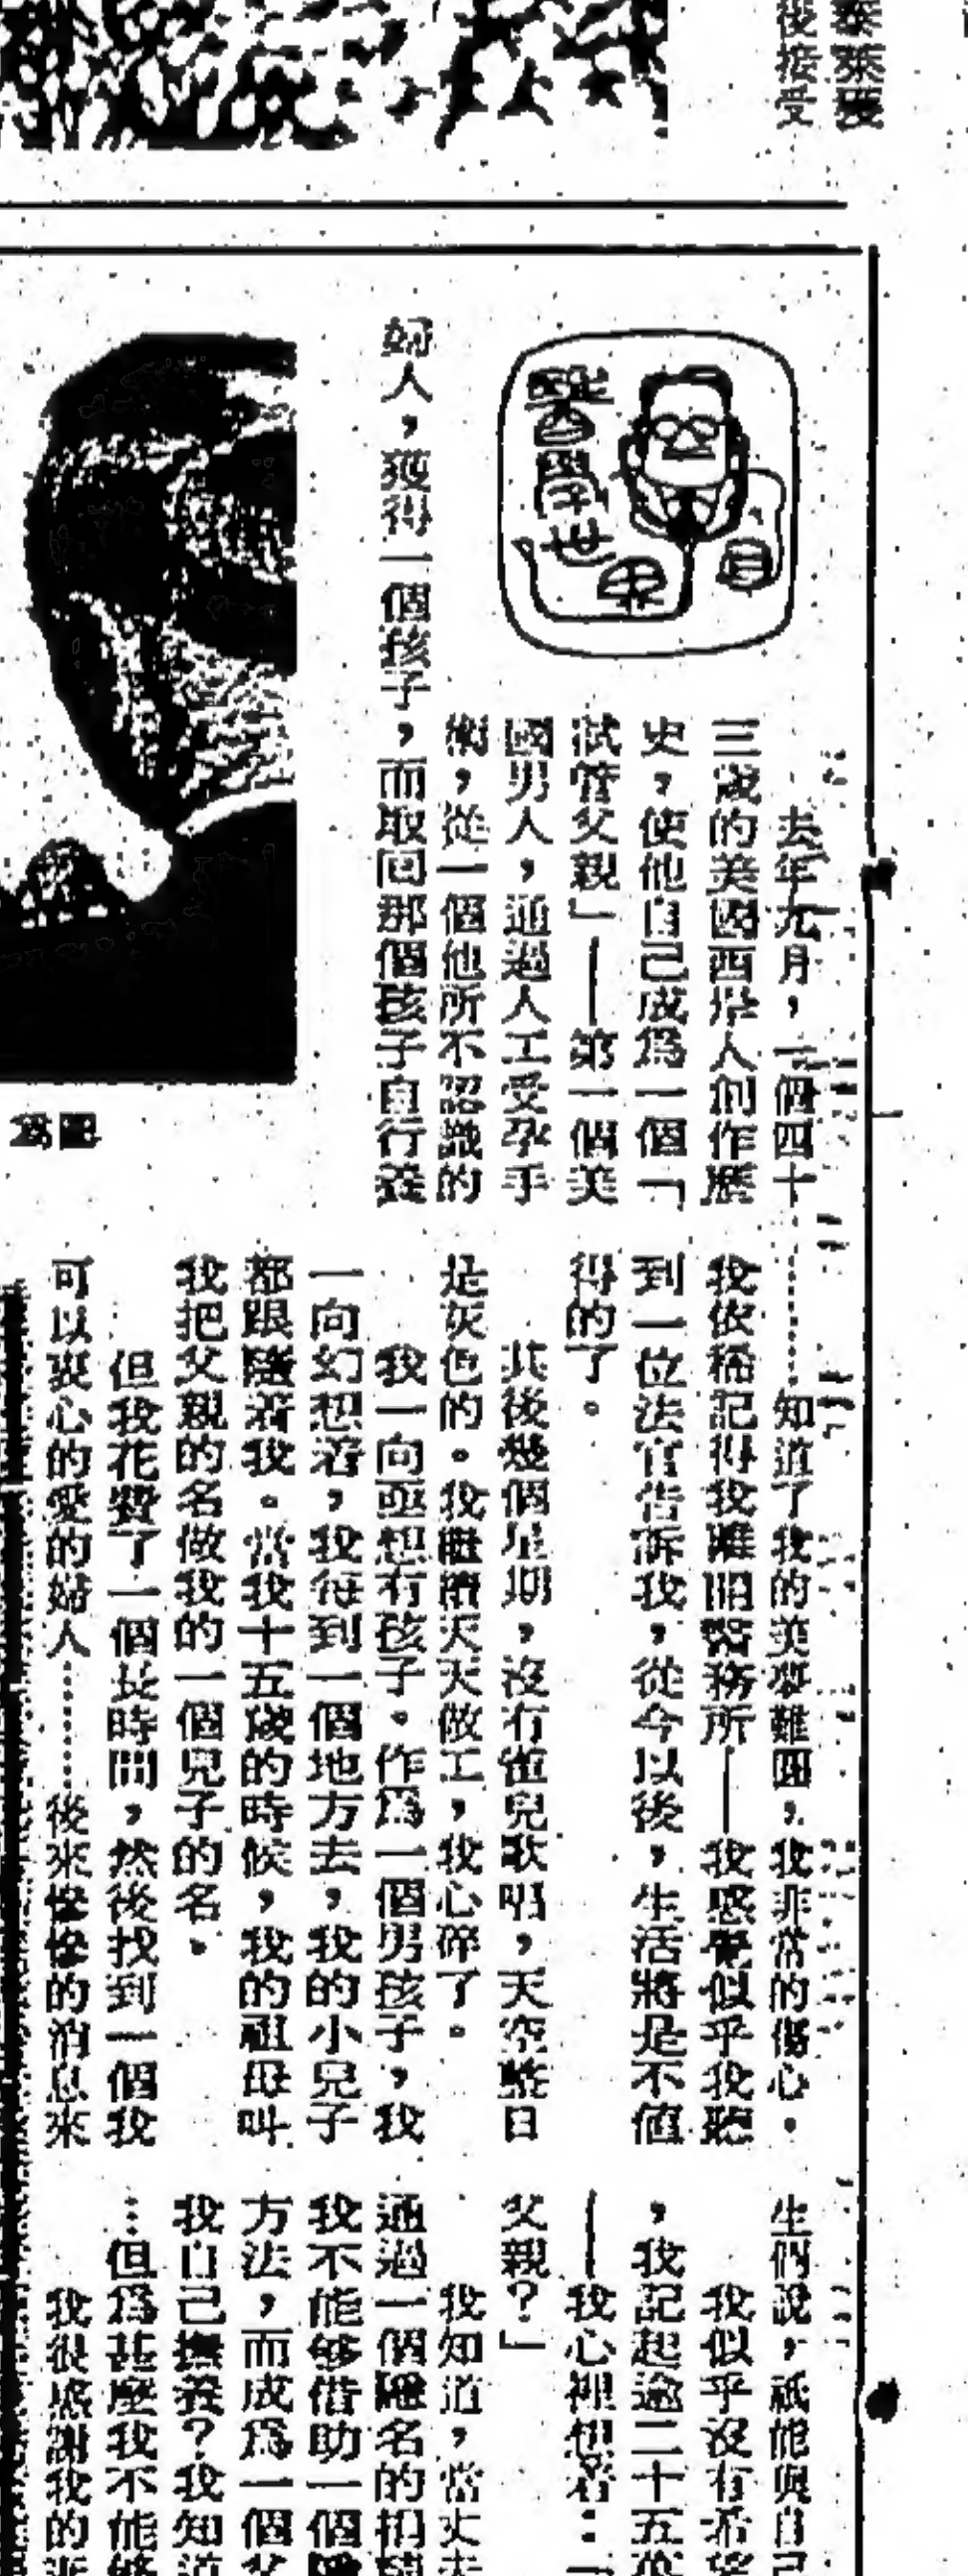 後接受
醫學世界
去年九月，一個四十
三歲的美國西岸人創作歷
史，使他自己成爲一個「
試管父親」——第一個美
國男人，通過人工受孕手
術，從一個他所不認識的
婦人，獲得一個孩子，而取回那個孩子自行養
………知道了我的美夢難圓，我非常的傷心。
我依稀記得我離開醫務所——我感覺似乎我聽
到一位法官告訴我，從今以後，生活將是不值
得的了。
其後幾個星期，沒有雀兒歌唱，天空整日
是灰色的。我繼續天天做工，我心碎了。
我一向亟想有孩子。作爲一個男孩子，我
一向幻想着，我每到一個地方去，我的小兒子
都跟隨着我。當我十五歲的時候，我的祖母叫
我把父親的名做我的一個兒子的名。
但我花費了一個長時間，然後找到一個我
可以衷心的愛的婦人………後來慘慘的消息來
生們說，祇能與自己
我似乎沒有希望
，我記起逾二十五
——我心裡想着：「
父親？」
我知道，當丈夫
通過一個隱名的捐精
我不能够借助一個隱
方法，而成爲一個父
我自己撫養？我知道
…但爲甚麼我不能够
我很感謝我的